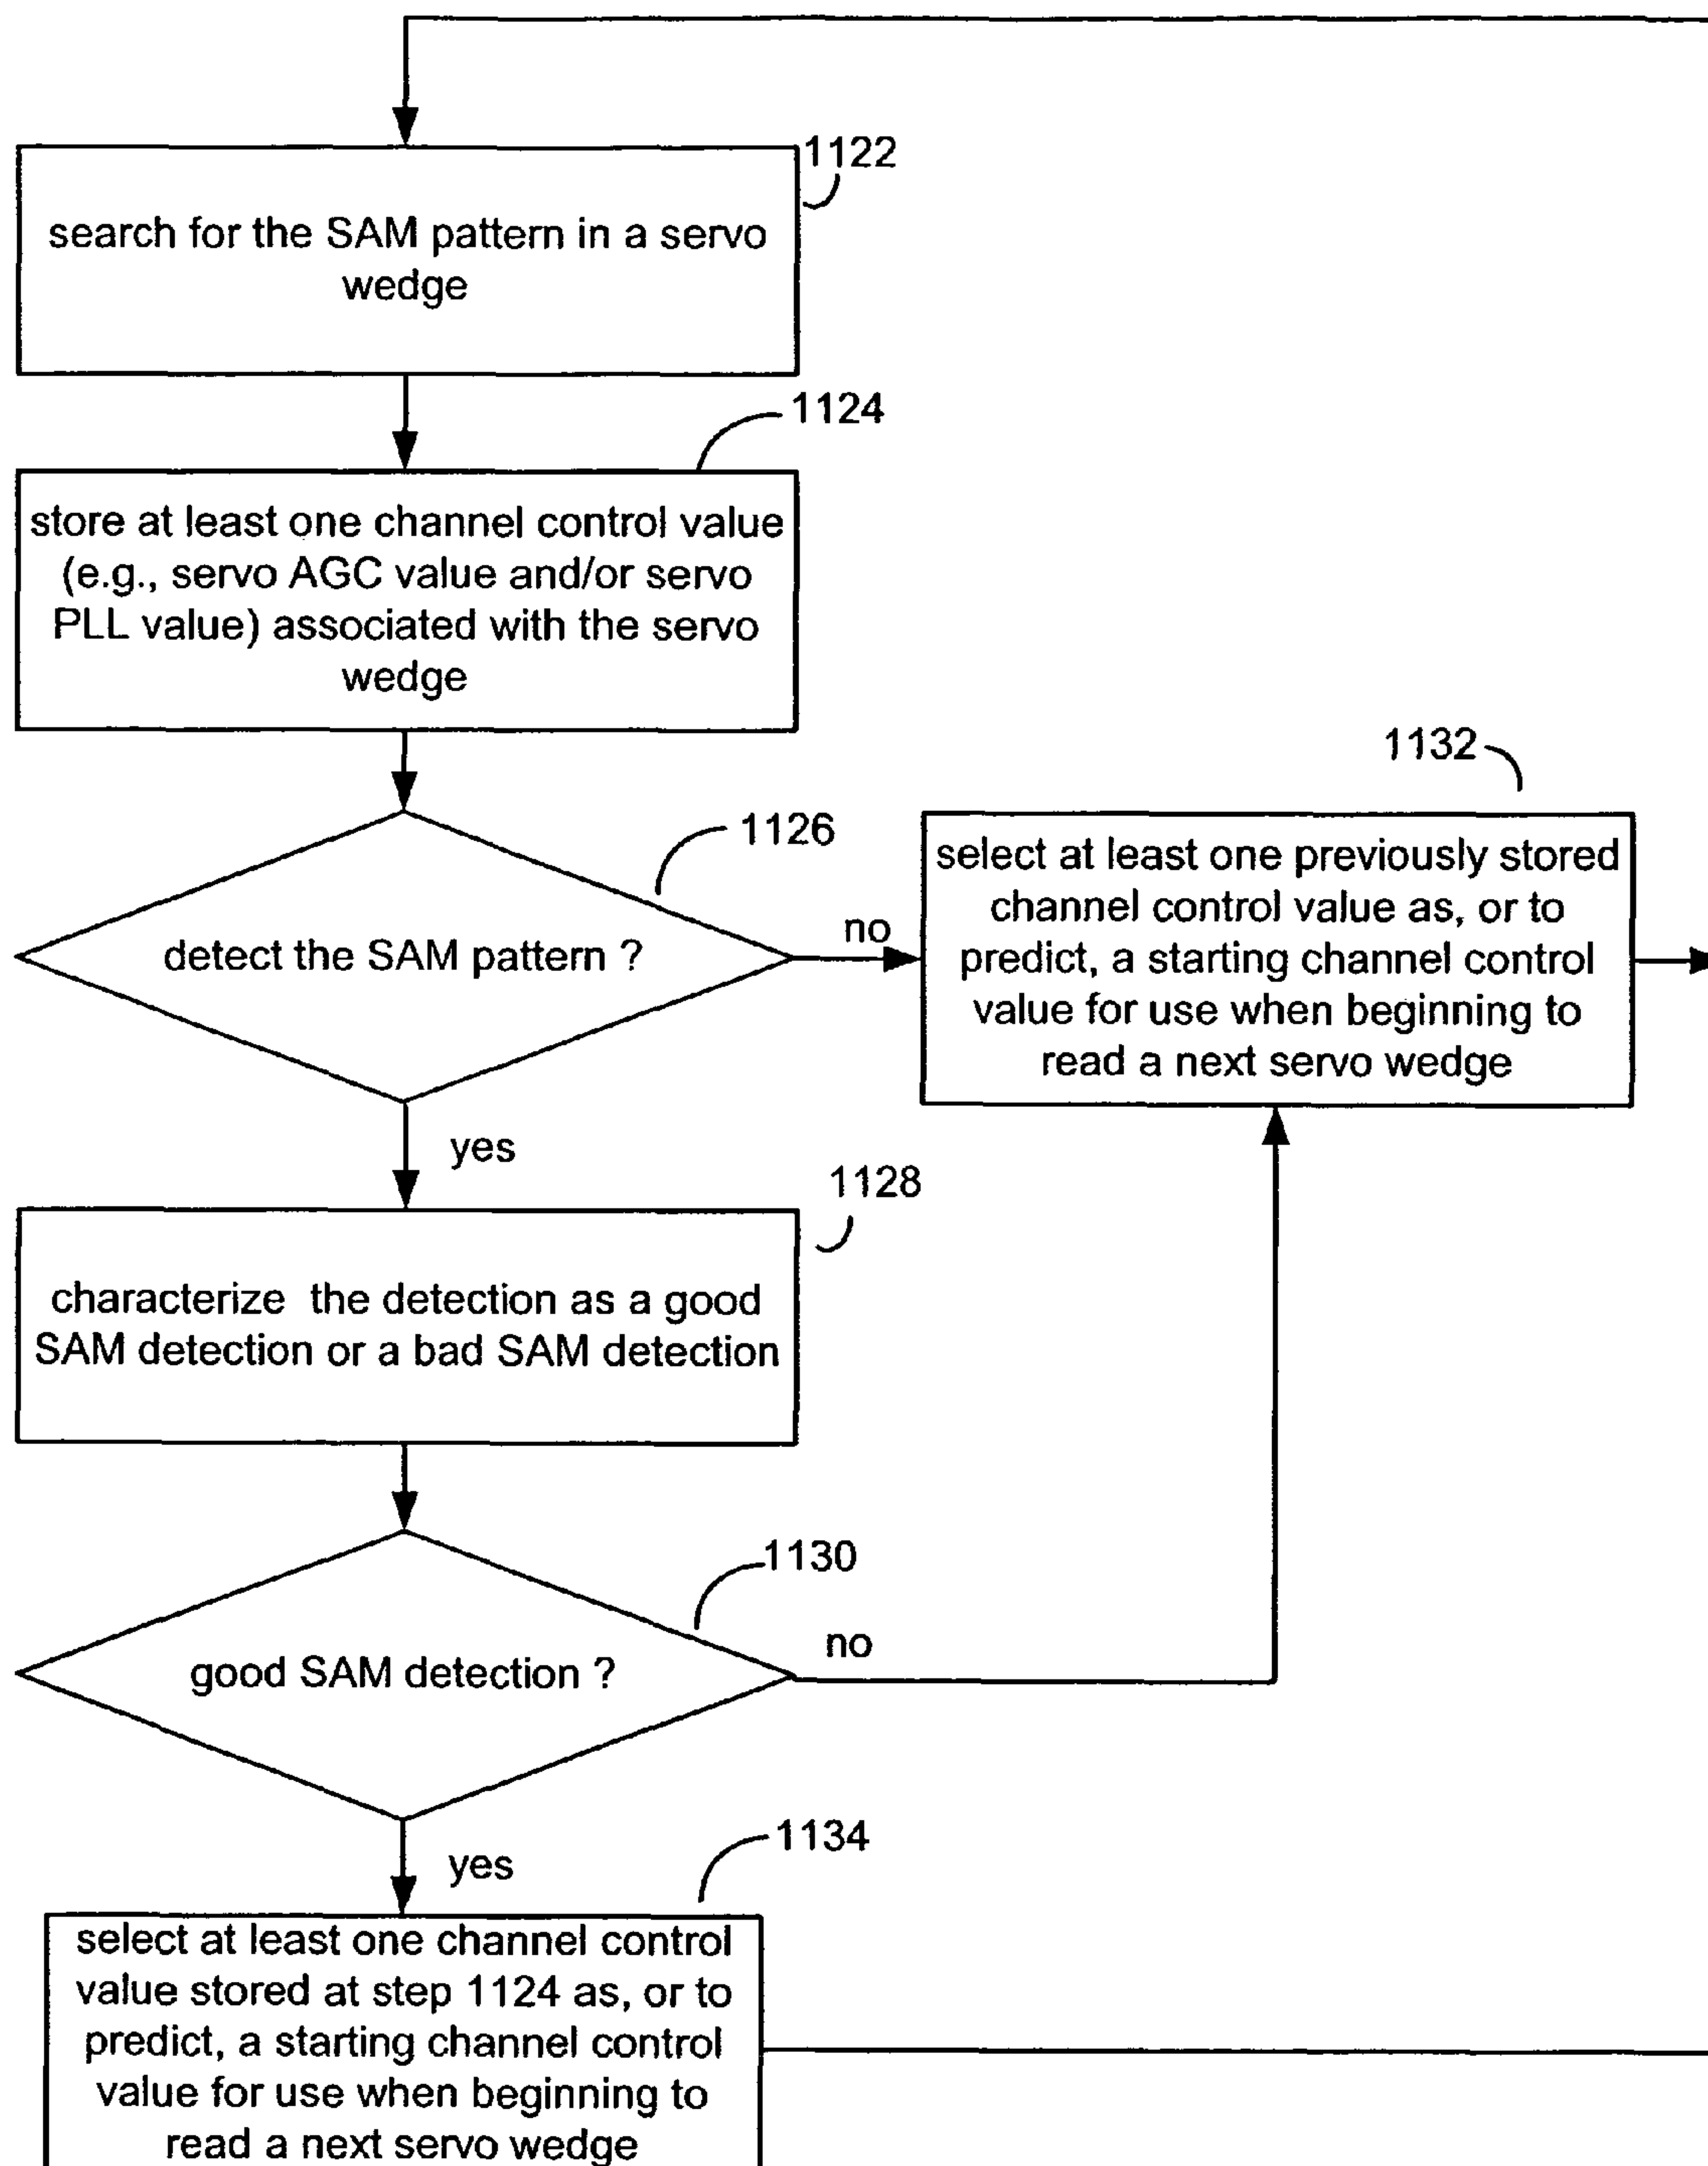 1122
search for the SAM pattern in a servo
wedge
1124
store at least one channel control value
(e.g., servo AGC value and/or servo
PLL value) associated with the servo
wedge
1126
detect the SAM pattern ?
no
yes
1132
select at least one previously stored
channel control value as, or to
predict, a starting channel control
value for use when beginning to
read a next servo wedge
1128
characterize  the detection as a good
SAM detection or a bad SAM detection
1130
good SAM detection ?
no
yes
1134
select at least one channel control
value stored at step 1124 as, or to
predict, a starting channel control
value for use when beginning to
read a next servo wedge